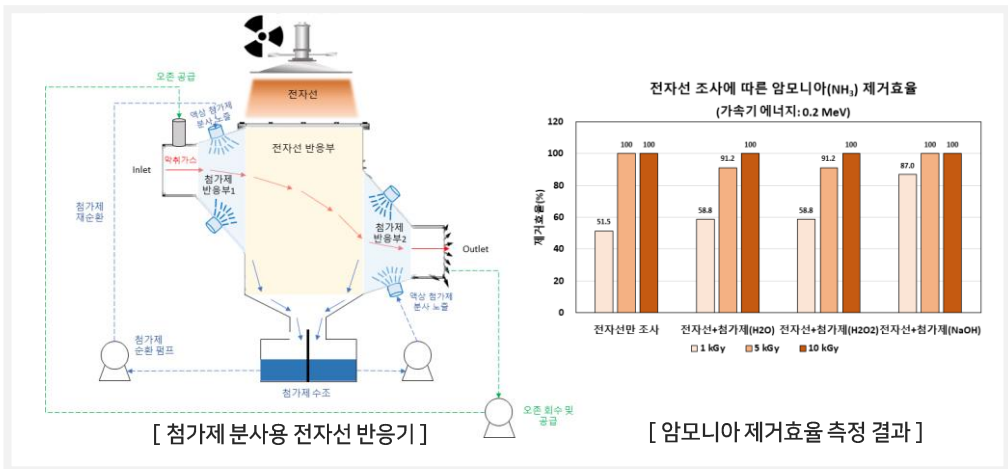 오존 공급
액상 첨가제
분사 노즐
전자선
전자선 반응부
Inlet
악취가스
첨가제
반응부1
첨가제
재순환
첨가제
반응부2
Outlet
액상 첨가제
분사 노즐
첨가제
순환 펌프
첨가제 수조
오존 회수 및
공급
[ 첨가제 분사용 전자선 반응기 ]
전자선 조사에 따른 암모니아(NH₃) 제거효율
(가속기 에너지: 0.2 MeV)
제거효율(%)
120
100
80
60
40
20
0
51.5
100
100
58.8
91.2
100
58.8
91.2
100
87.0
100
100
전자선만 조사
전자선+첨가제(H2O)
전자선+첨가제(H2O2)
전자선+첨가제(NaOH)
1 kGy
5 kGy
10 kGy
[ 암모니아 제거효율 측정 결과 ]